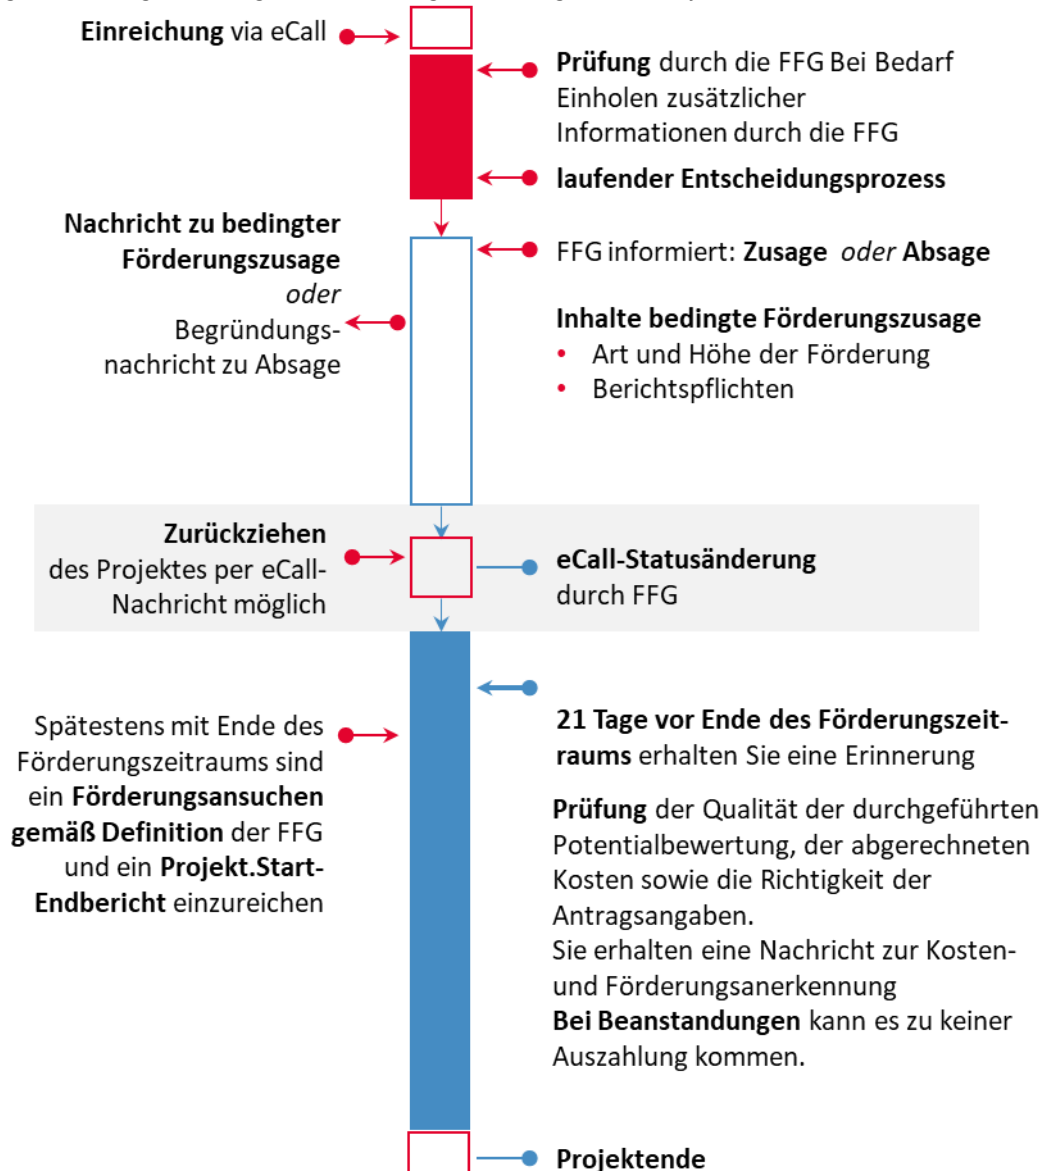 Einreichung via eCall
Prüfung durch die FFG Bei Bedarf
Einholen zusätzlicher
Informationen durch die FFG
laufender Entscheidungsprozess
Nachricht zu bedingter
Förderungszusage
oder
Begründungs-
nachricht zu Absage
FFG informiert: Zusage oder Absage
Inhalte bedingte Förderungszusage
• Art und Höhe der Förderung
• Berichtspflichten
Zurückziehen
des Projektes per eCall-
Nachricht möglich
eCall-Statusänderung
durch FFG
Spätestens mit Ende des
Förderungszeitraums sind
ein Förderungsansuchen
gemäß Definition der FFG
und ein Projekt.Start-
Endbericht einzureichen
21 Tage vor Ende des Förderungszeit-
raums erhalten Sie eine Erinnerung
Prüfung der Qualität der durchgeführten
Potentialbewertung, der abgerechneten
Kosten sowie die Richtigkeit der
Antragsangaben.
Sie erhalten eine Nachricht zur Kosten-
und Förderungsanerkennung
Bei Beanstandungen kann es zu keiner
Auszahlung kommen.
Projektende